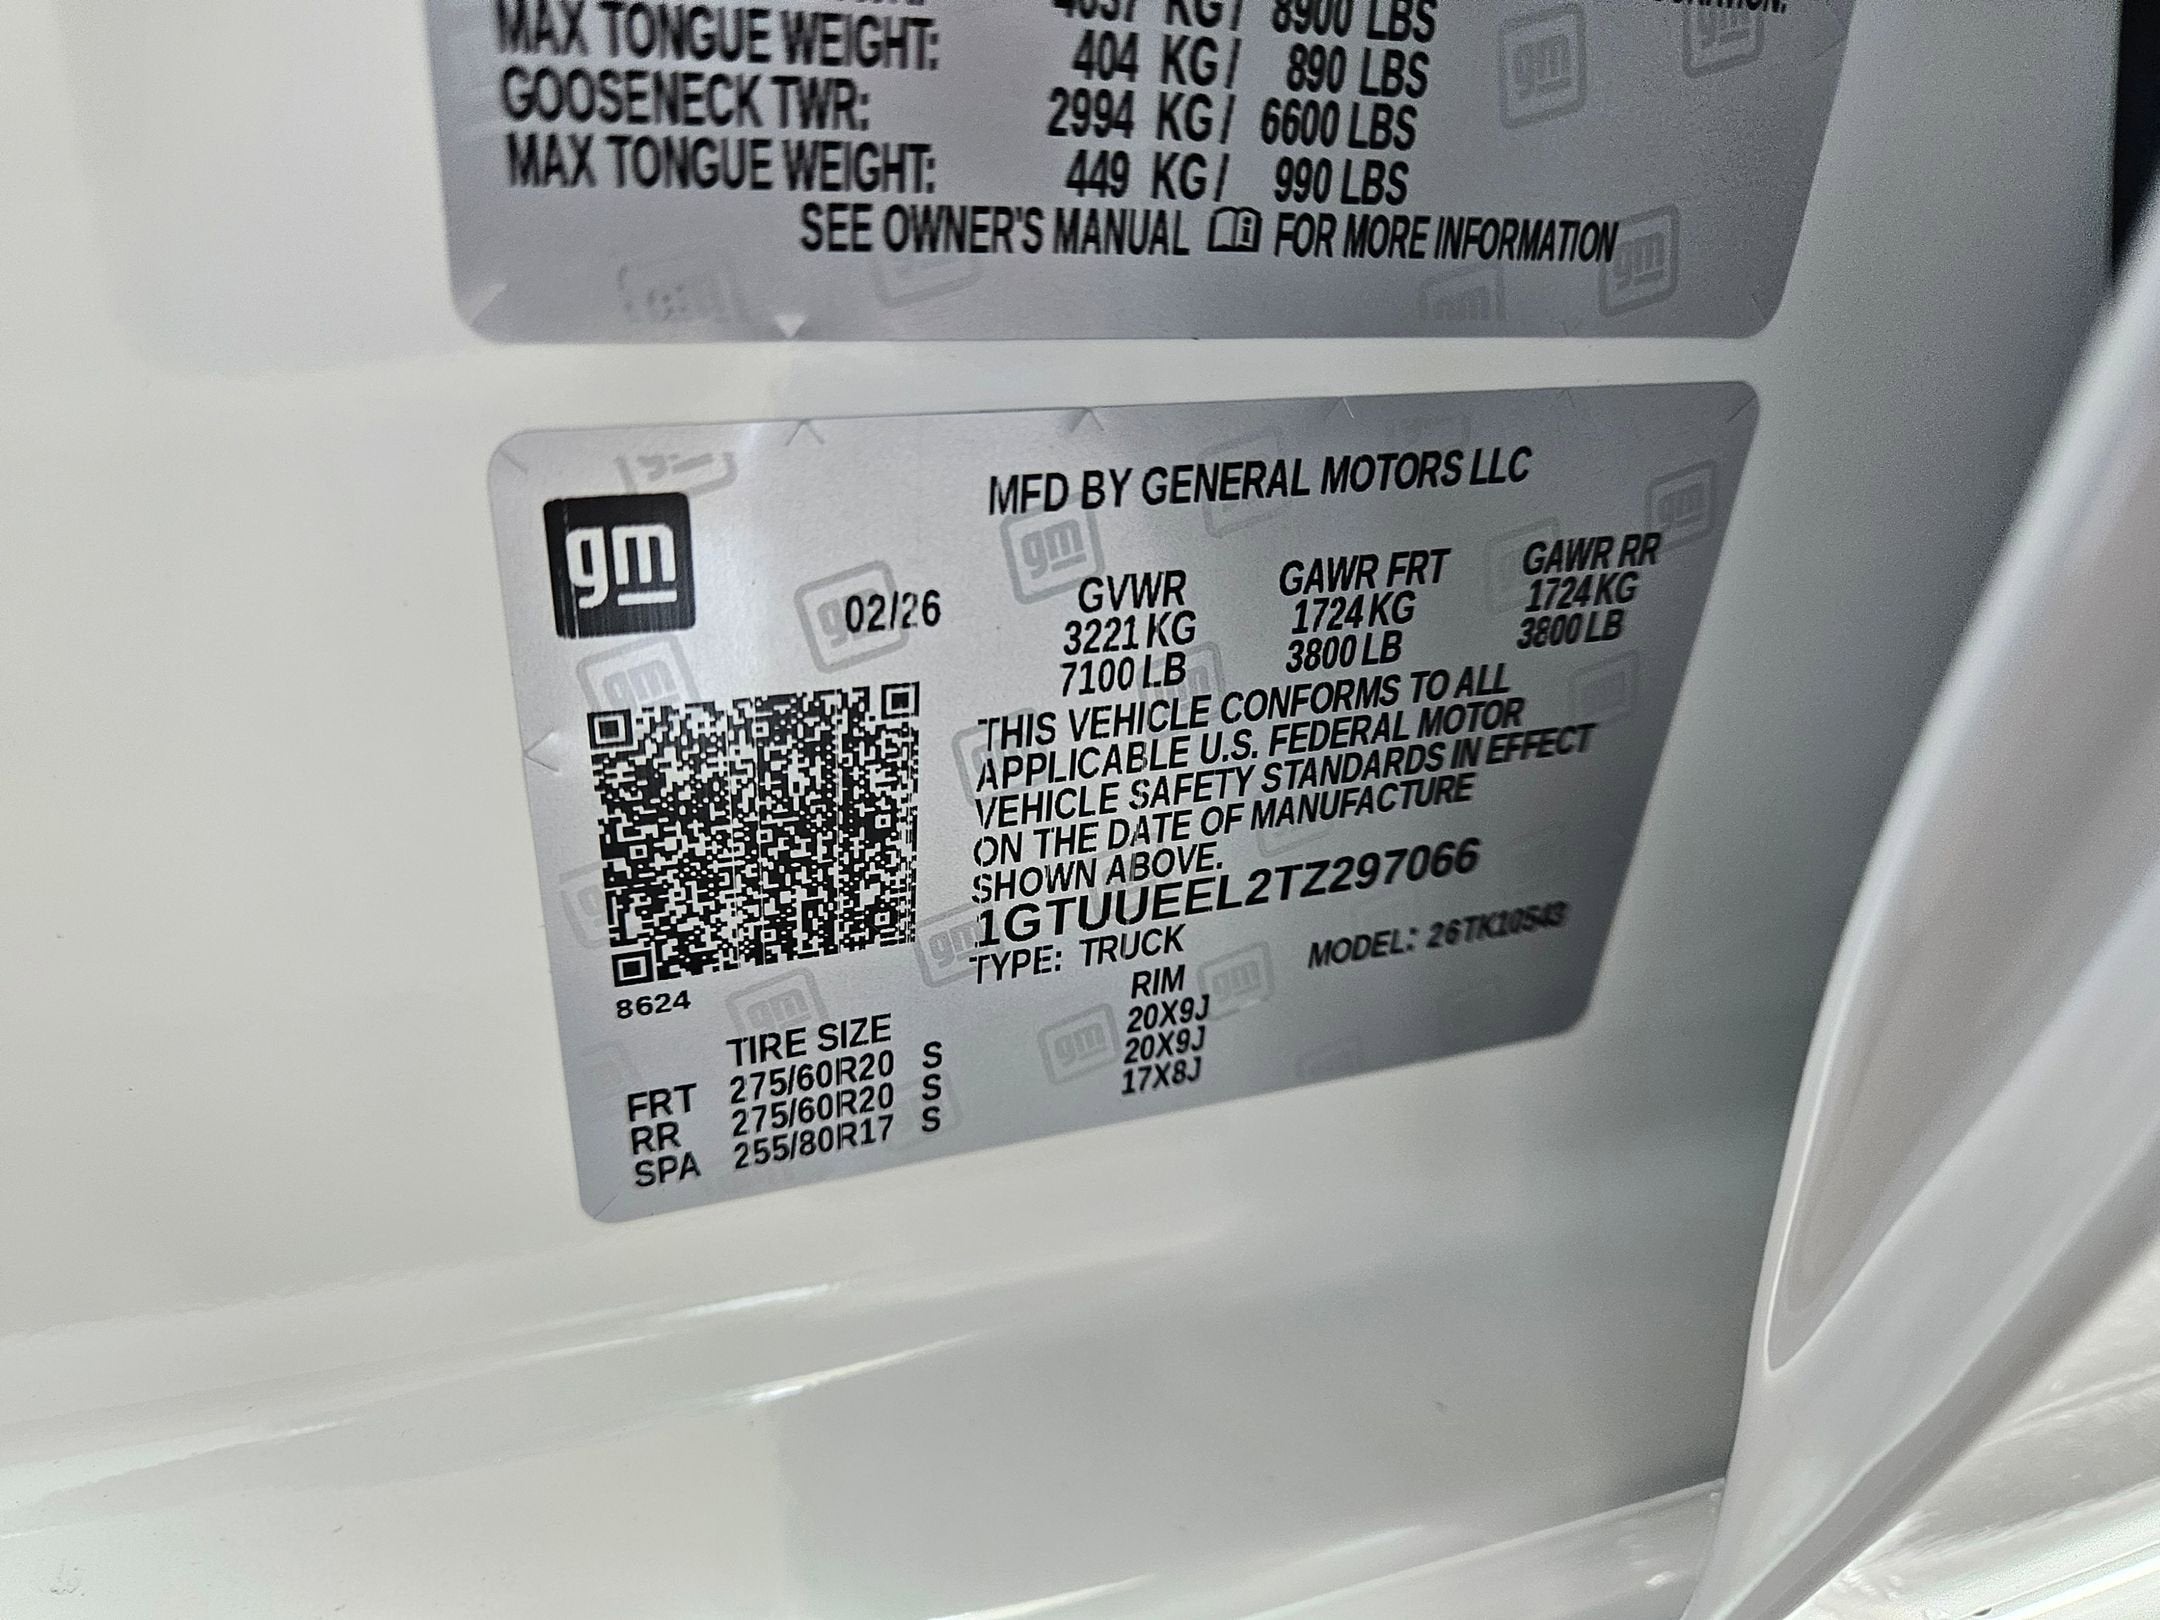 KG / 8900 LBS
MAX TONGUE WEIGHT: 404 KG / 890 LBS
GOOSENECK TWR: 2994 KG / 6600 LBS
MAX TONGUE WEIGHT: 449 KG / 990 LBS
SEE OWNER'S MANUAL FOR MORE INFORMATION
gm
MFD BY GENERAL MOTORS LLC
02/26
GVWR GAWR FRT GAWR RR
3221 KG 1724 KG 1724 KG
7100 LB 3800 LB 3800 LB
THIS VEHICLE CONFORMS TO ALL
APPLICABLE U.S. FEDERAL MOTOR
VEHICLE SAFETY STANDARDS IN EFFECT
ON THE DATE OF MANUFACTURE
SHOWN ABOVE.
1GTUUEEL2TZ297066
TYPE: TRUCK MODEL: 26TK10543
8624
TIRE SIZE RIM
FRT 275/60R20 S 20X9J
RR 275/60R20 S 20X9J
SPA 255/80R17 S 17X8J